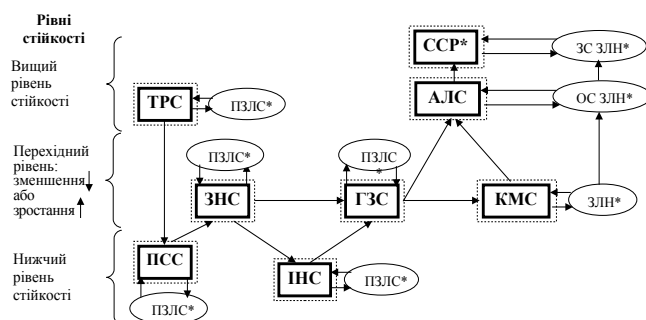 Рівні
стійкості
Вищий
рівень
стійкості
ССР*
ЗС ЗЛН*
ТРС
ПЗЛС*
АЛС
ОС ЗЛН*
Перехідний
рівень:
зменшення
або
зростання
ПЗЛС*
ПЗЛС
*
ЗНС
ГЗС
КМС
ЗЛН*
Нижчий
рівень
стійкості
ПСС
ІНС
ПЗЛС*
ПЗЛС*